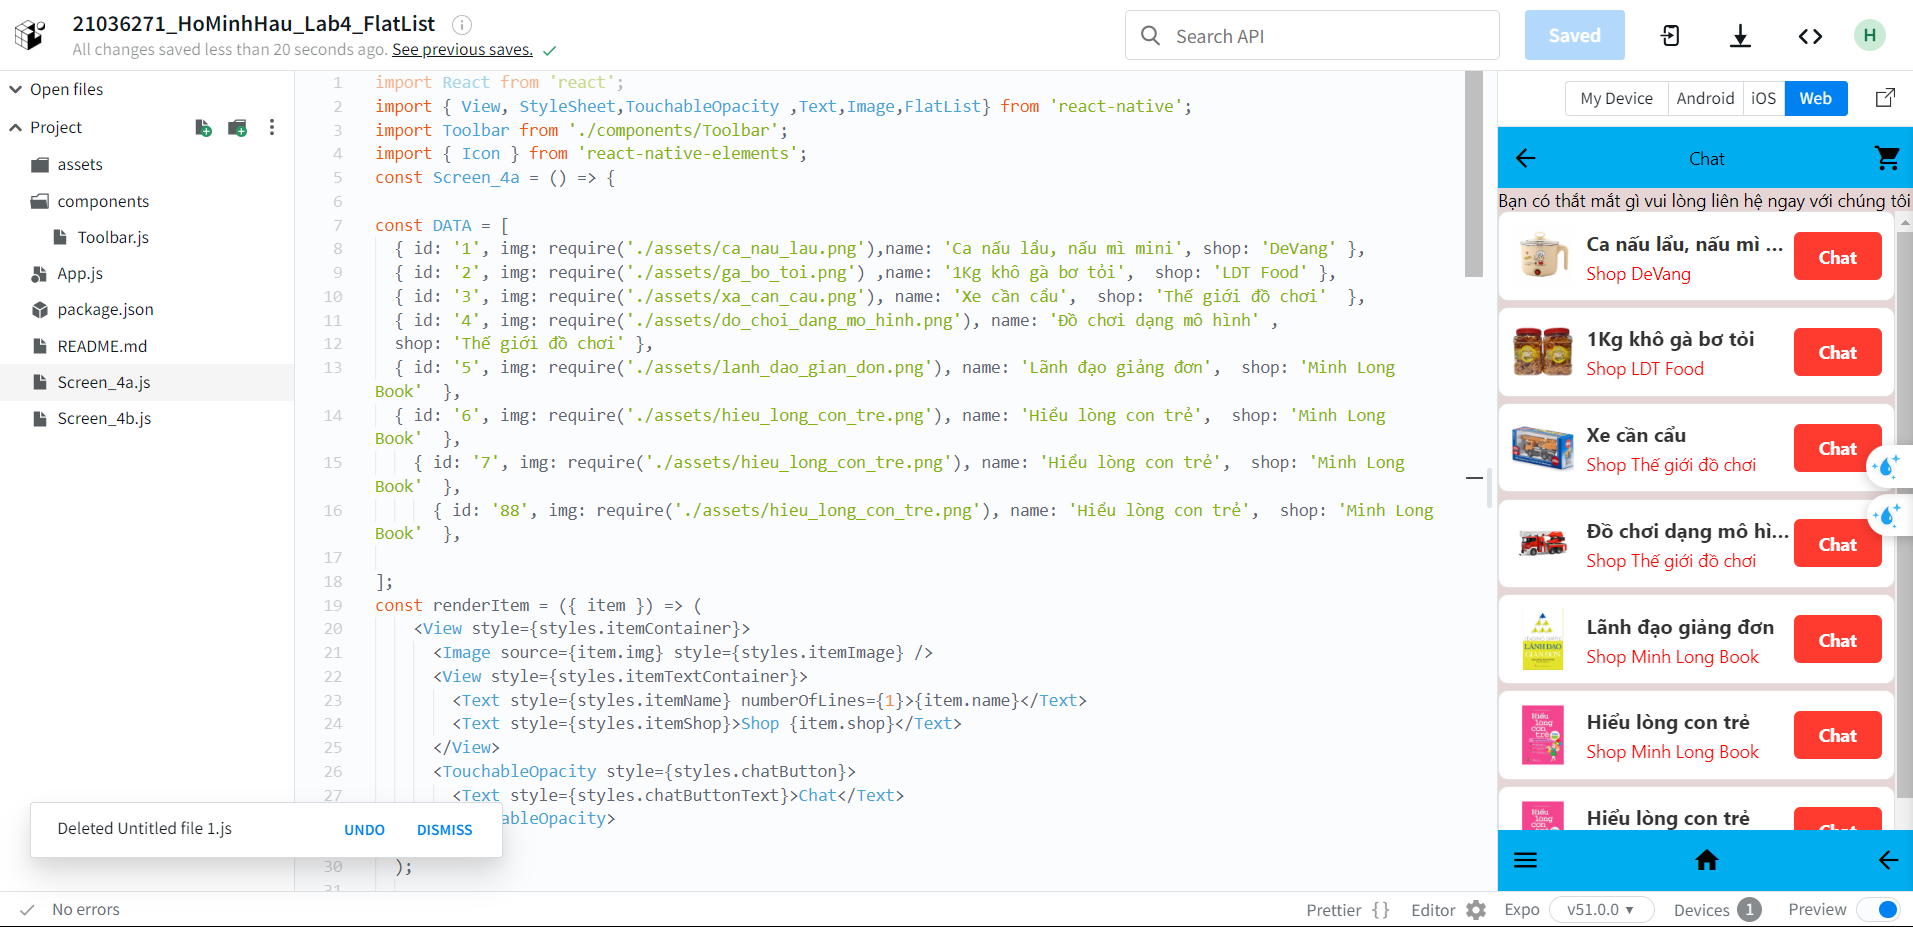 21036271_HoMinhHau_Lab4_FlatList
All changes saved less than 20 seconds ago. See previous saves.
Search API
Saved
H
Open files
Project
assets
components
Toolbar.js
App.js
package.json
README.md
Screen_4a.js
Screen_4b.js
1 import React from 'react';
2 import { View, StyleSheet,TouchableOpacity ,Text,Image,FlatList} from 'react-native';
3 import Toolbar from './components/Toolbar';
4 import { Icon } from 'react-native-elements';
5 const Screen_4a = () => {
6
7 const DATA = [
8 { id: '1', img: require('./assets/ca_nau_lau.png'),name: 'Ca nấu lẩu, nấu mì mini', shop: 'DeVang' },
9 { id: '2', img: require('./assets/ga_bo_toi.png') ,name: '1Kg khô gà bơ tỏi', shop: 'LDT Food' },
10 { id: '3', img: require('./assets/xa_can_cau.png'), name: 'Xe cần cẩu', shop: 'Thế giới đồ chơi' },
11 { id: '4', img: require('./assets/do_choi_dang_mo_hinh.png'), name: 'Đồ chơi dạng mô hình' ,
12 shop: 'Thế giới đồ chơi' },
13 { id: '5', img: require('./assets/lanh_dao_gian_don.png'), name: 'Lãnh đạo giảng đơn', shop: 'Minh Long
Book' },
14 { id: '6', img: require('./assets/hieu_long_con_tre.png'), name: 'Hiểu lòng con trẻ', shop: 'Minh Long
Book' },
15 { id: '7', img: require('./assets/hieu_long_con_tre.png'), name: 'Hiểu lòng con trẻ', shop: 'Minh Long
Book' },
16 { id: '88', img: require('./assets/hieu_long_con_tre.png'), name: 'Hiểu lòng con trẻ', shop: 'Minh Long
Book' },
17
18 ];
19 const renderItem = ({ item }) => (
20 <View style={styles.itemContainer}>
21 <Image source={item.img} style={styles.itemImage} />
22 <View style={styles.itemTextContainer}>
23 <Text style={styles.itemName} numberOfLines={1}>{item.name}</Text>
24 <Text style={styles.itemShop}>Shop {item.shop}</Text>
25 </View>
26 <TouchableOpacity style={styles.chatButton}>
27 <Text style={styles.chatButtonText}>Chat</Text>
ableOpacity>
30 );
31
Deleted Untitled file 1.js
UNDO DISMISS
My Device Android iOS Web
Chat
Bạn có thắt mắt gì vui lòng liên hệ ngay với chúng tôi
Ca nấu lẩu, nấu mì ...
Shop DeVang
Chat
1Kg khô gà bơ tỏi
Shop LDT Food
Chat
Xe cần cẩu
Shop Thế giới đồ chơi
Chat
Đồ chơi dạng mô hì...
Shop Thế giới đồ chơi
Chat
LÃNH ĐẠO
Lãnh đạo giảng đơn
Shop Minh Long Book
Chat
Hiểu
lòng
con
trẻ
Hiểu lòng con trẻ
Shop Minh Long Book
Chat
Hiểu
lòng
con
Hiểu lòng con trẻ
Chat
No errors
Prettier { } Editor Expo v51.0.0 Devices 1 Preview